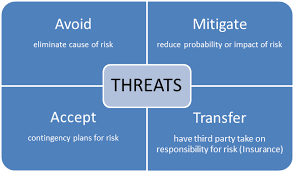 Avoid
eliminate cause of risk
Mitigate
reduce probability or impact of risk
THREATS
Accept
contingency plans for risk
Transfer
have third party take on
responsibility for risk (Insurance)